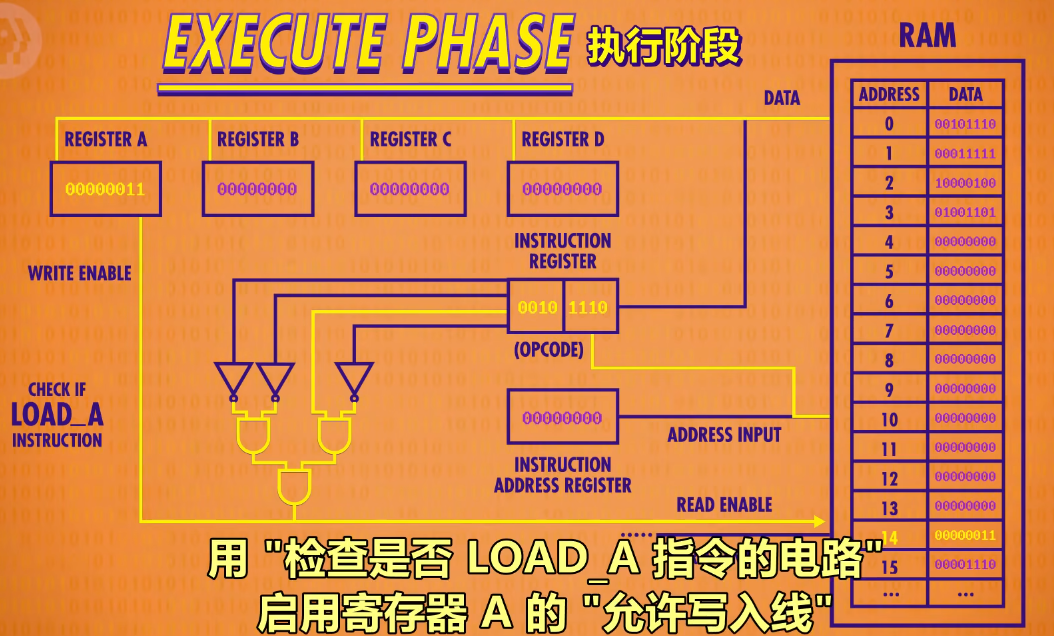 EXECUTE PHASE 执行阶段
RAM
DATA
ADDRESS DATA
0 00101110
1 00011111
2 10000100
3 01001101
4 00000000
5 00000000
6 00000000
7 00000000
8 00000000
9 00000000
10 00000000
11 00000000
12 00000000
13 00000000
14 00000011
15 00001110
... ...
REGISTER A
00000011
REGISTER B
00000000
REGISTER C
00000000
REGISTER D
00000000
INSTRUCTION
REGISTER
0010 1110
(OPCODE)
WRITE ENABLE
CHECK IF
LOAD_A
INSTRUCTION
00000000
INSTRUCTION
ADDRESS REGISTER
ADDRESS INPUT
READ ENABLE
用 "检查是否 LOAD_A 指令的电路"
启用寄存器 A 的 "允许写入线"